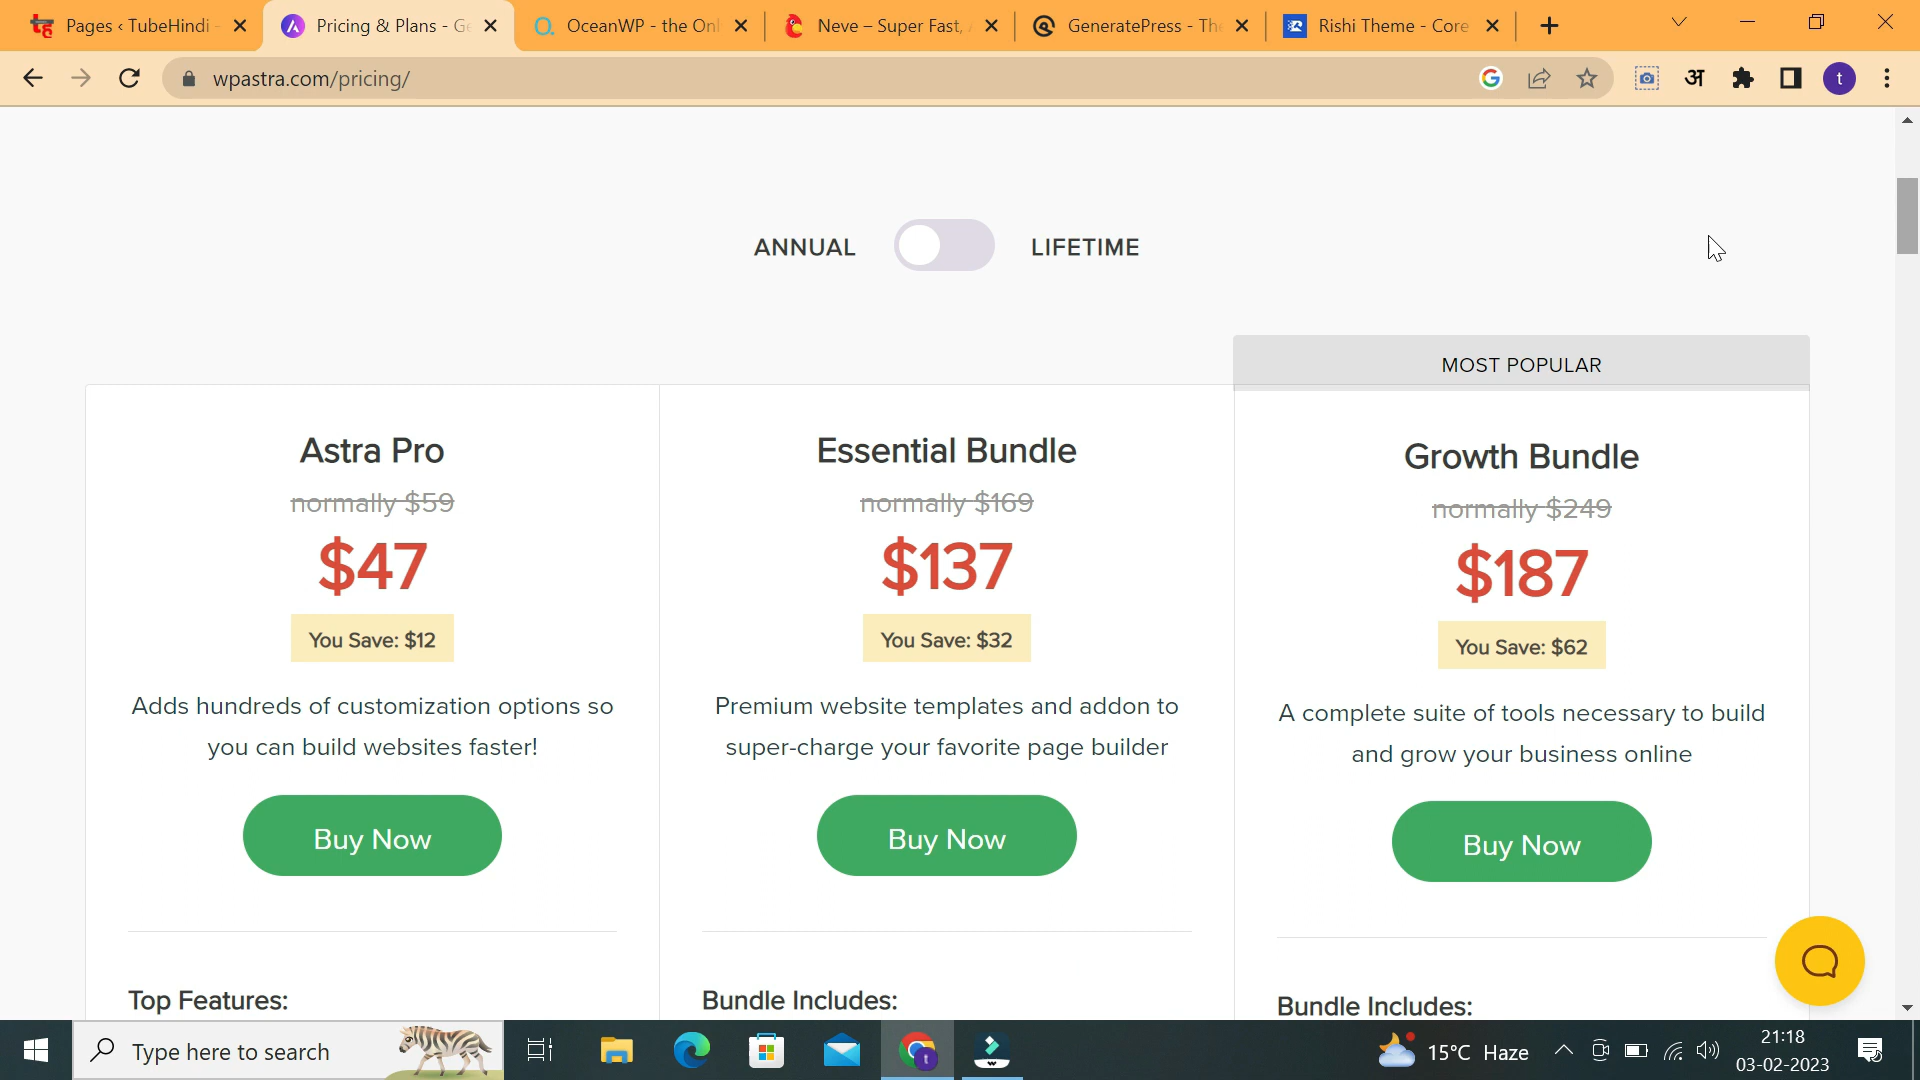 Pages ‹ TubeHindi -
Pricing & Plans - Ge
OceanWP - the Onl
Neve – Super Fast, A
GeneratePress - The
Rishi Theme - Core
wpastra.com/pricing/
अ
t
ANNUAL LIFETIME
MOST POPULAR
Astra Pro
normally $59
$47
You Save: $12
Adds hundreds of customization options so
you can build websites faster!
Buy Now
Top Features:
Essential Bundle
normally $169
$137
You Save: $32
Premium website templates and addon to
super-charge your favorite page builder
Buy Now
Bundle Includes:
Growth Bundle
normally $249
$187
You Save: $62
A complete suite of tools necessary to build
and grow your business online
Buy Now
Bundle Includes:
Type here to search
t
15°C Haze
21:18
03-02-2023